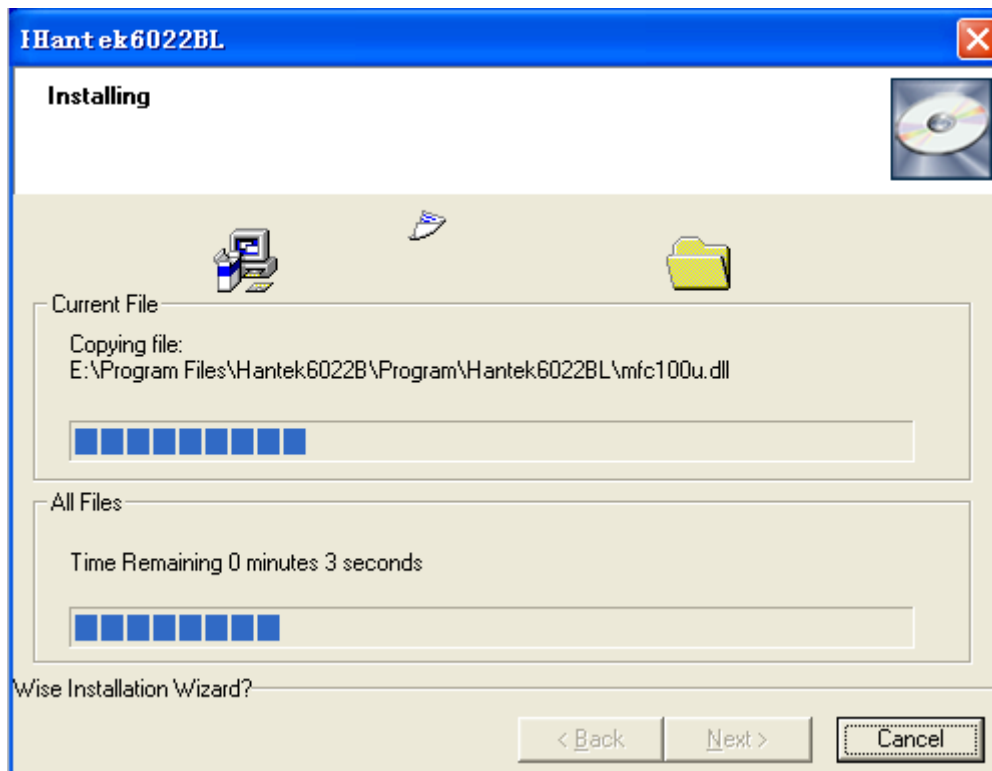 IHantek6022BL
Installing
Current File
Copying file:
E:\Program Files\Hantek6022B\Program\Hantek6022BL\mfc100u.dll
All Files
Time Remaining 0 minutes 3 seconds
Wise Installation Wizard?
< Back Next > Cancel